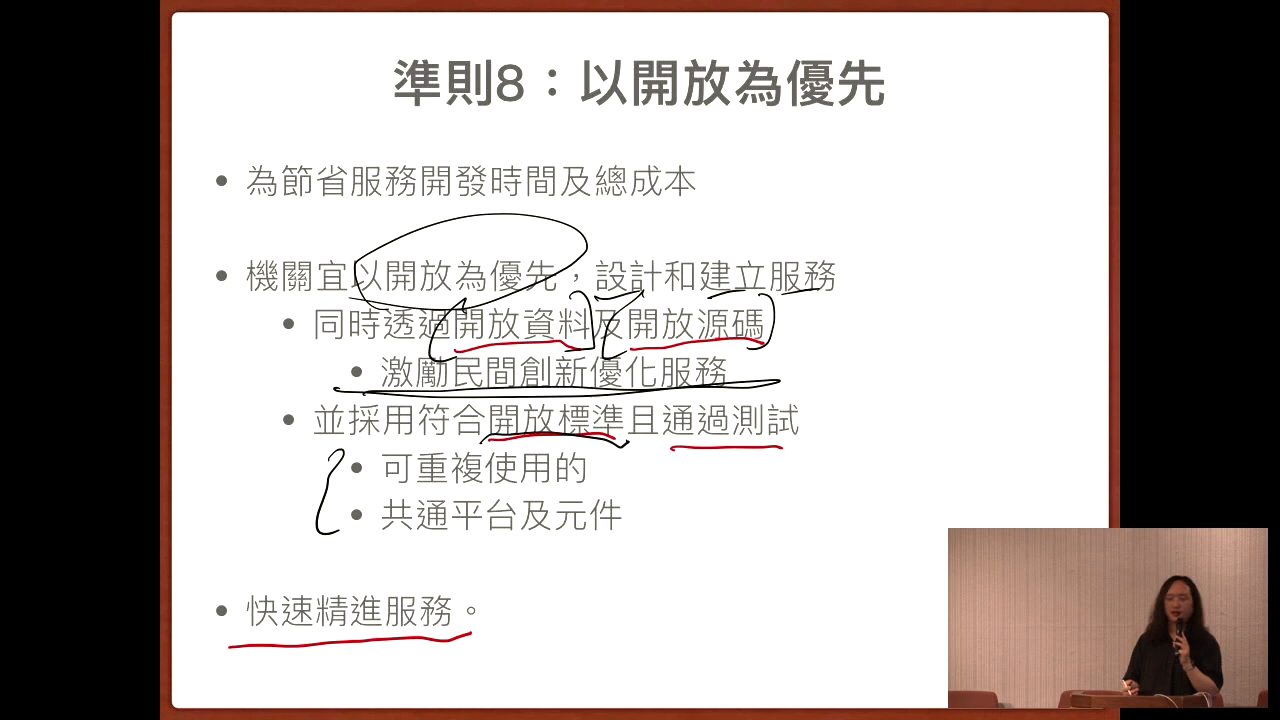 準則8：以開放為優先
• 為節省服務開發時間及總成本
• 機關宜以開放為優先，設計和建立服務
• 同時透過開放資料及開放源碼
• 激勵民間創新優化服務
• 並採用符合開放標準且通過測試
• 可重複使用的
• 共通平台及元件
• 快速精進服務。